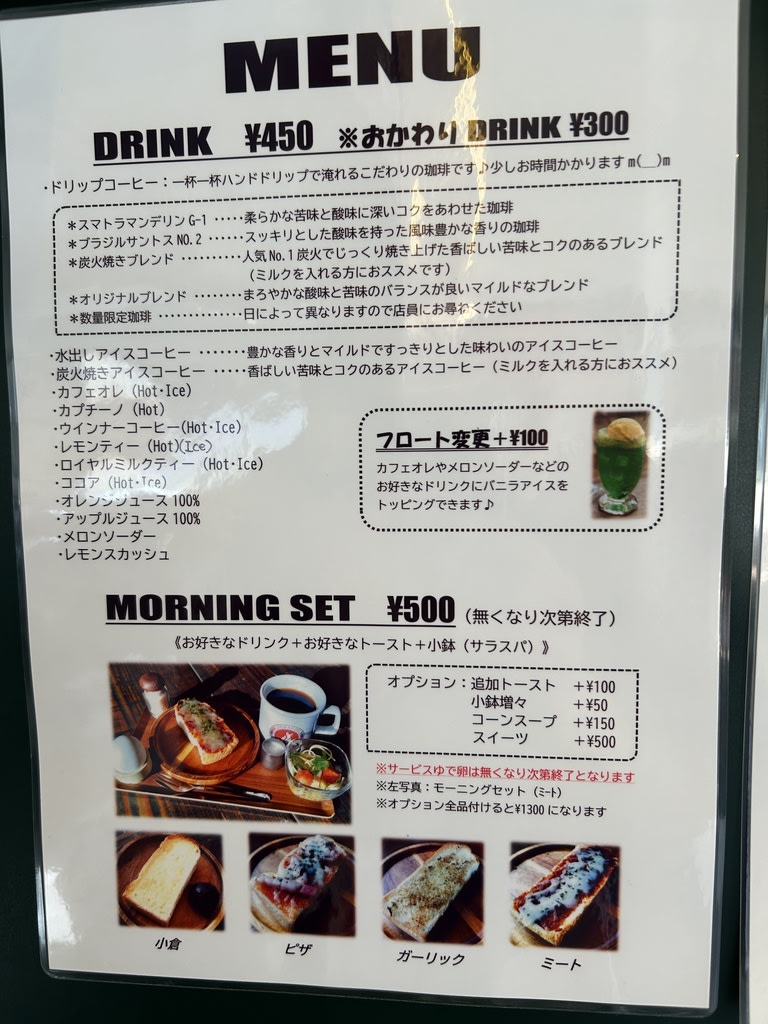 MENU
DRINK ¥450 ※おかわり DRINK ¥300
・ドリップコーヒー：一杯一杯ハンドドリップで淹れるこだわりの珈琲です♪少しお時間かかります m(__)m
＊スマトラマンデリン G-1 ・・・・・柔らかな苦味と酸味に深いコクをあわせた珈琲
＊ブラジルサントス NO.2 ・・・・・・スッキリとした酸味を持った風味豊かな香りの珈琲
＊炭火焼きブレンド ・・・・・・・・・・人気 No.1 炭火でじっくり焼き上げた香ばしい苦味とコクのあるブレンド
（ミルクを入れる方におススメです）
＊オリジナルブレンド ・・・・・・・・まろやかな酸味と苦味のバランスが良いマイルドなブレンド
＊数量限定珈琲 ・・・・・・・・・・・・・日によって異なりますので店員にお尋ねください
・水出しアイスコーヒー ・・・・・・・豊かな香りとマイルドですっきりとした味わいのアイスコーヒー
・炭火焼きアイスコーヒー ・・・・・香ばしい苦味とコクのあるアイスコーヒー（ミルクを入れる方におススメ）
・カフェオレ（Hot･Ice)
・カプチーノ（Hot)
・ウインナーコーヒー(Hot･Ice)
・レモンティー（Hot)(Ice)
・ロイヤルミルクティー（Hot･Ice)
・ココア（Hot･Ice)
・オレンジジュース 100%
・アップルジュース 100%
・メロンソーダー
・レモンスカッシュ
フロート変更＋¥100
カフェオレやメロンソーダーなどの
お好きなドリンクにバニラアイスを
トッピングできます♪
MORNING SET ¥500（無くなり次第終了）
《お好きなドリンク＋お好きなトースト＋小鉢（サラスパ）》
オプション：追加トースト ＋¥100
小鉢増々 ＋¥50
コーンスープ ＋¥150
スイーツ ＋¥500
※サービスゆで卵は無くなり次第終了となります
※左写真：モーニングセット（ﾐｰﾄ）
※オプション全品付けると¥1300 になります
小倉
ピザ
ガーリック
ミート